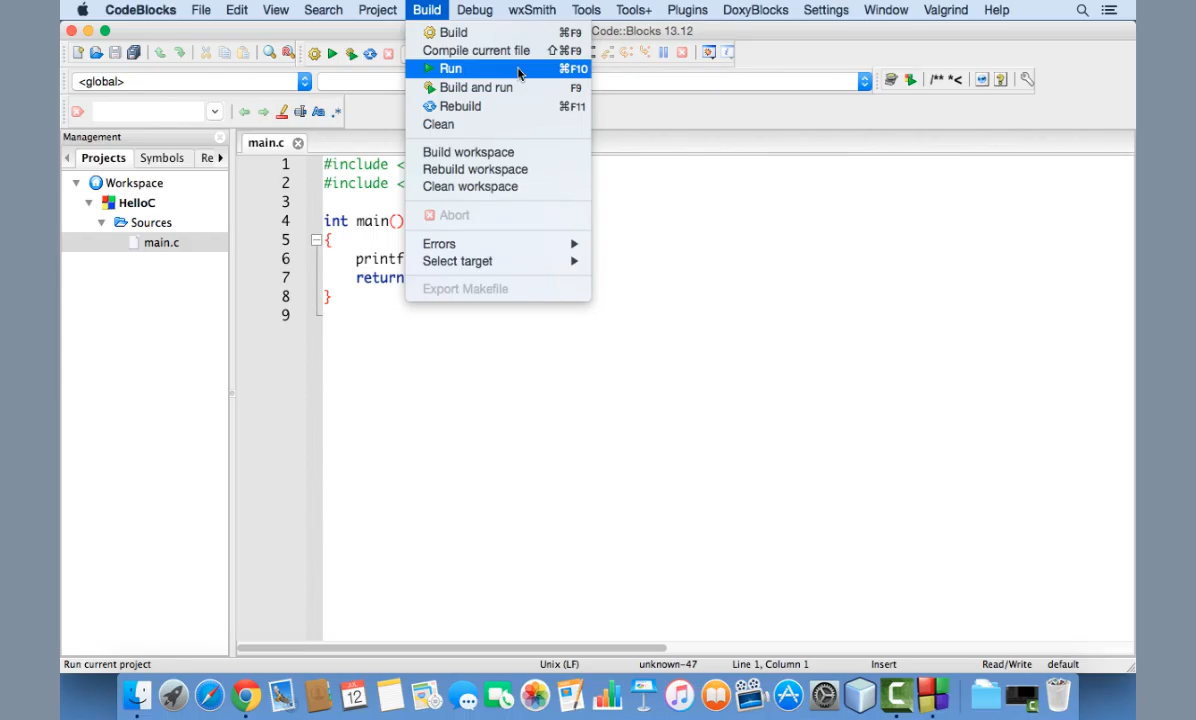 CodeBlocks File Edit View Search Project Build Debug wxSmith Tools Tools+ Plugins DoxyBlocks Settings Window Valgrind Help
Code::Blocks 13.12
Build ⌘F9
Compile current file ⇧⌘F9
Run ⌘F10
Build and run F9
Rebuild ⌘F11
Clean
Build workspace
Rebuild workspace
Clean workspace
Abort
Errors
Select target
Export Makefile
<global>
/** *<
Aa .*
Management
Projects Symbols Re
Workspace
HelloC
Sources
main.c
main.c
1 #include <
2 #include <
3
4 int main()
5 {
6 printf
7 return
8 }
9
Run current project Unix (LF) unknown-47 Line 1, Column 1 Insert Read/Write default
12